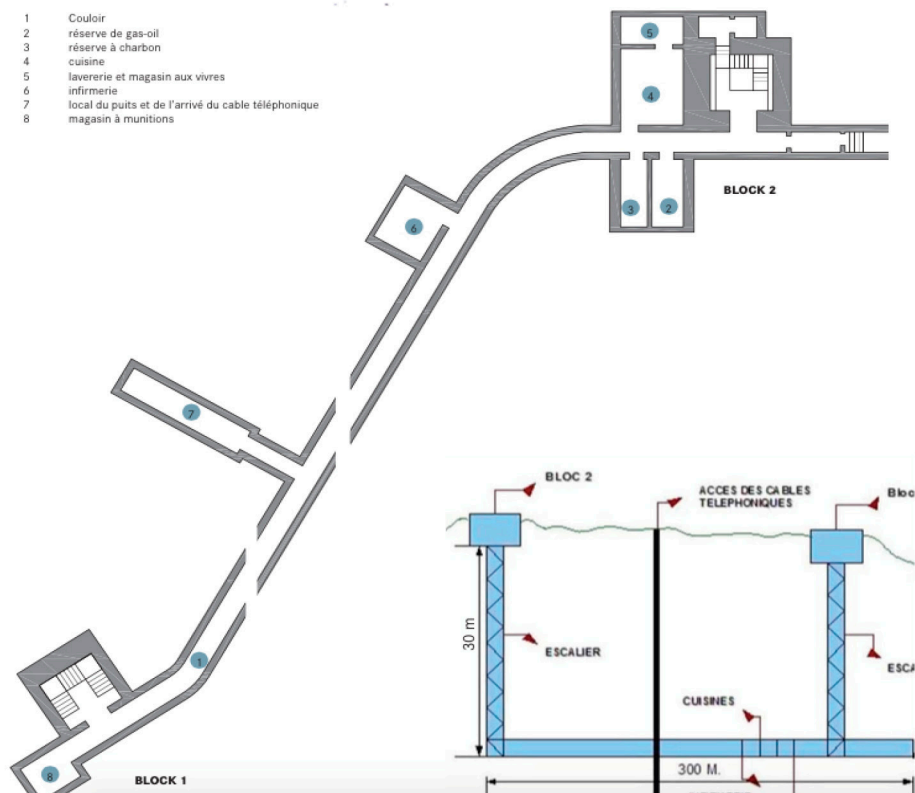 1 Couloir
2 réserve de gas-oil
3 réserve à charbon
4 cuisine
5 lavererie et magasin aux vivres
6 infirmerie
7 local du puits et de l'arrivé du cable téléphonique
8 magasin à munitions
5
4
BLOCK 2
3 2
6
7
1
8
BLOCK 1
BLOC 2
ACCES DES CABLES
TELEPHONIQUES
Bloc
30 m
ESCALIER
ESCA
CUISINES
300 M.